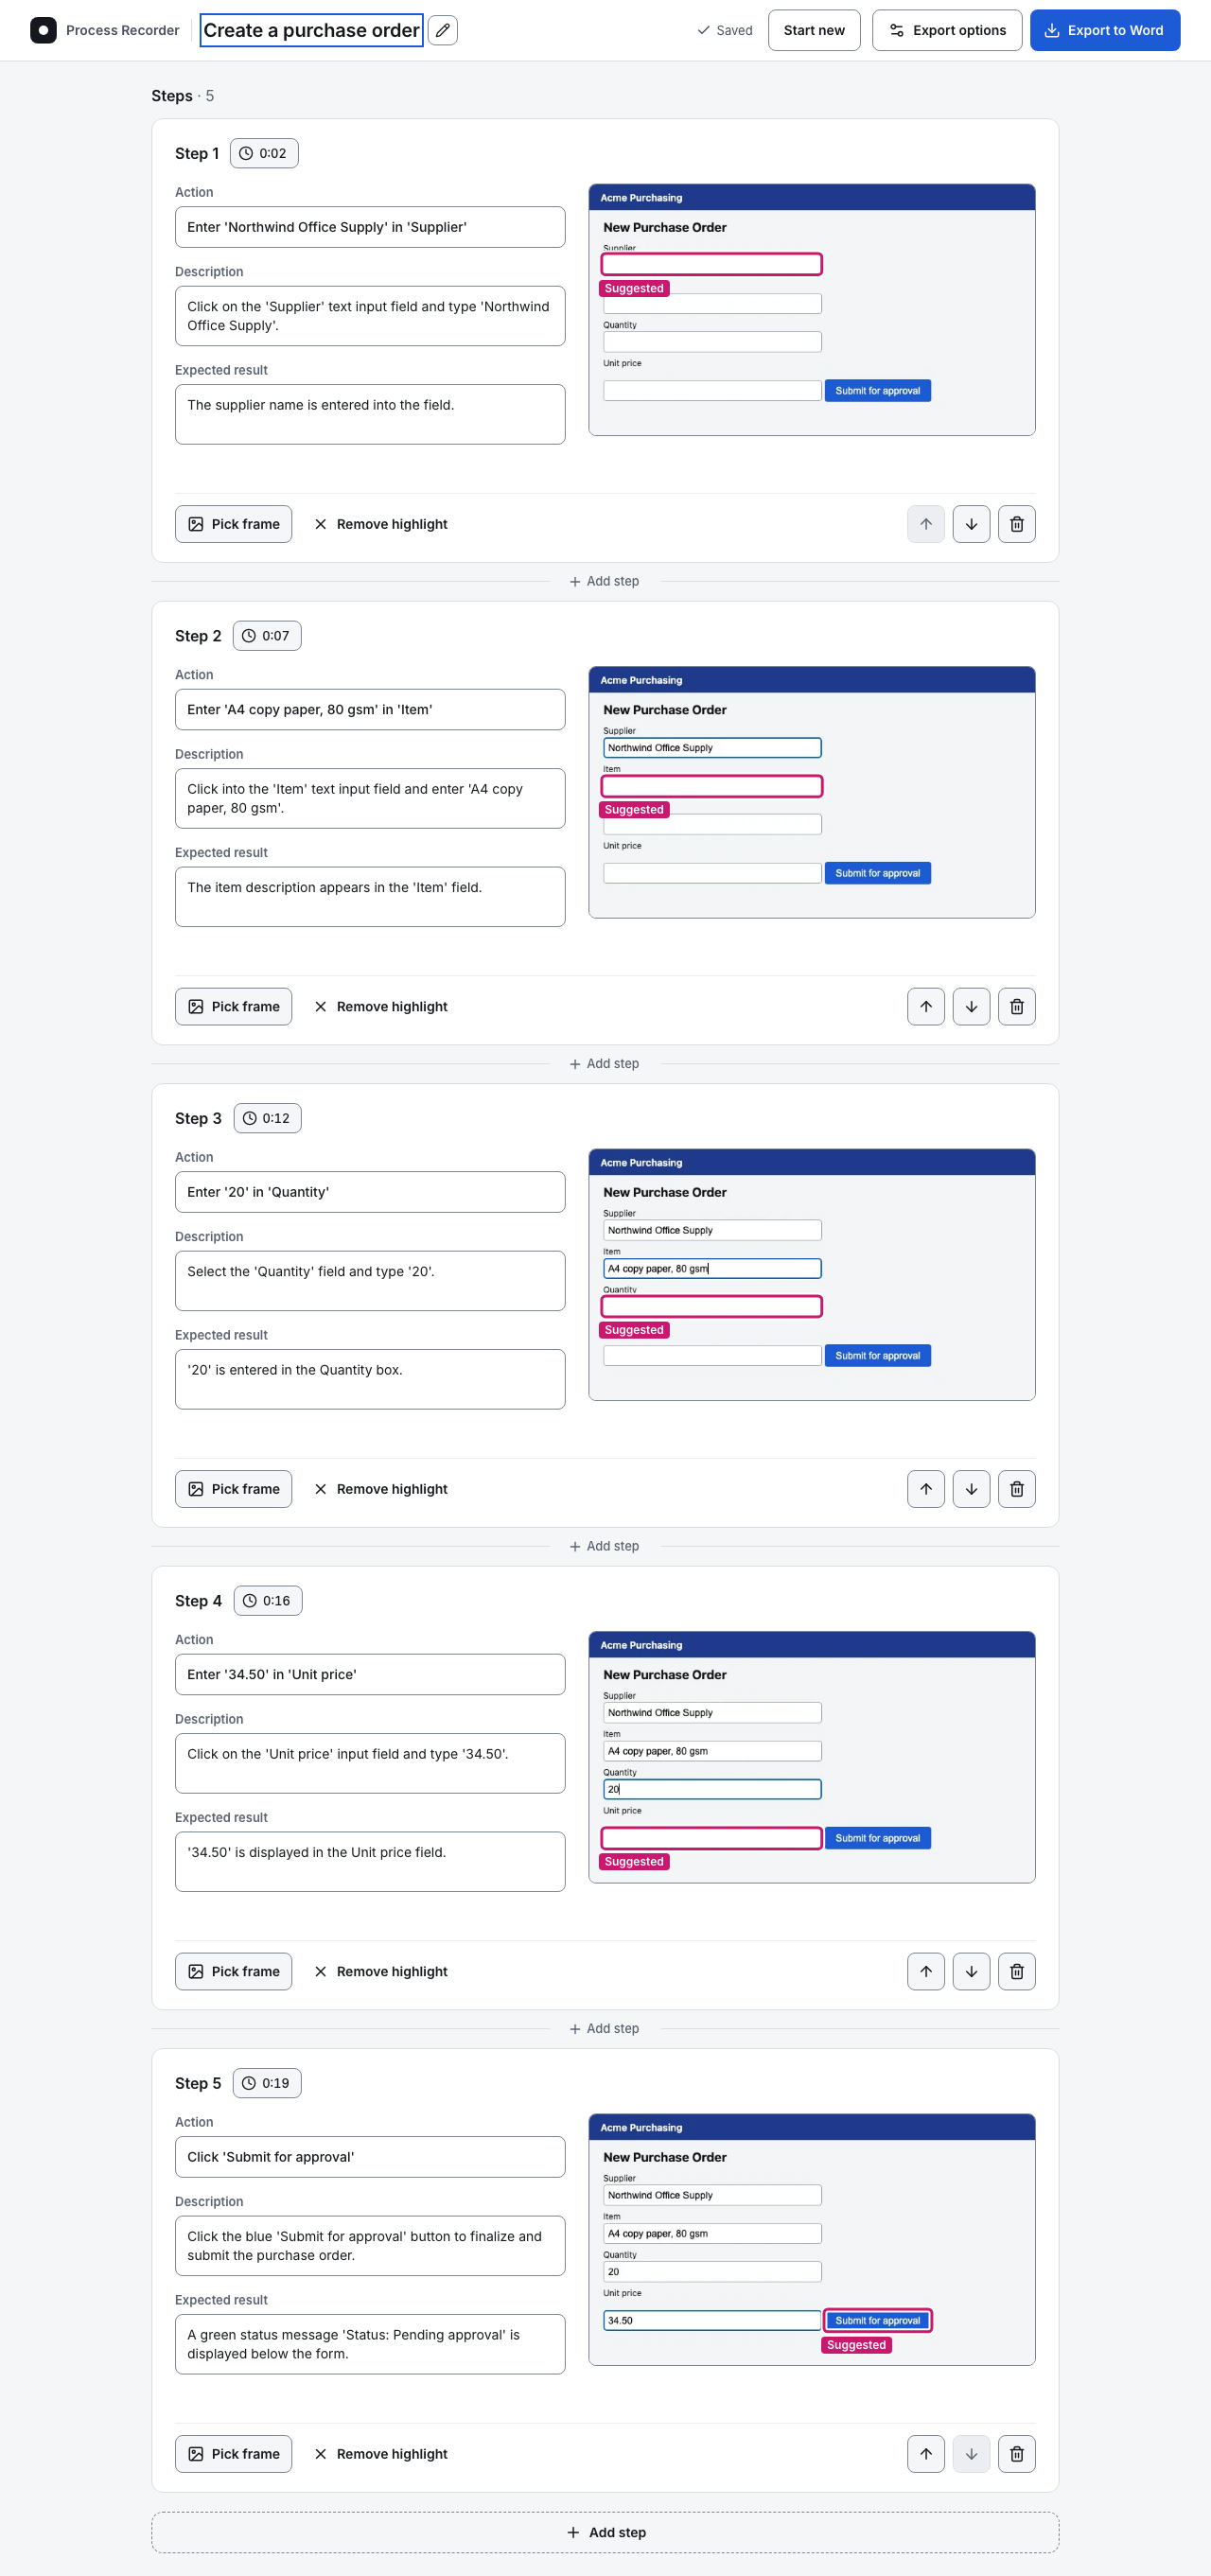 Process Recorder
Create a purchase order
Saved
Start new
Export options
Export to Word
Steps · 5
Step 1
0:02
Action
Enter 'Northwind Office Supply' in 'Supplier'
Description
Click on the 'Supplier' text input field and type 'Northwind
Office Supply'.
Expected result
The supplier name is entered into the field.
Acme Purchasing
New Purchase Order
Supplier
Suggested
Quantity
Unit price
Submit for approval
Pick frame
Remove highlight
Add step
Step 2
0:07
Action
Enter 'A4 copy paper, 80 gsm' in 'Item'
Description
Click into the 'Item' text input field and enter 'A4 copy
paper, 80 gsm'.
Expected result
The item description appears in the 'Item' field.
Acme Purchasing
New Purchase Order
Supplier
Northwind Office Supply
Item
Suggested
Unit price
Submit for approval
Pick frame
Remove highlight
Add step
Step 3
0:12
Action
Enter '20' in 'Quantity'
Description
Select the 'Quantity' field and type '20'.
Expected result
'20' is entered in the Quantity box.
Acme Purchasing
New Purchase Order
Supplier
Northwind Office Supply
Item
A4 copy paper, 80 gsm
Quantity
Suggested
Submit for approval
Pick frame
Remove highlight
Add step
Step 4
0:16
Action
Enter '34.50' in 'Unit price'
Description
Click on the 'Unit price' input field and type '34.50'.
Expected result
'34.50' is displayed in the Unit price field.
Acme Purchasing
New Purchase Order
Supplier
Northwind Office Supply
Item
A4 copy paper, 80 gsm
Quantity
20
Unit price
Submit for approval
Suggested
Pick frame
Remove highlight
Add step
Step 5
0:19
Action
Click 'Submit for approval'
Description
Click the blue 'Submit for approval' button to finalize and
submit the purchase order.
Expected result
A green status message 'Status: Pending approval' is
displayed below the form.
Acme Purchasing
New Purchase Order
Supplier
Northwind Office Supply
Item
A4 copy paper, 80 gsm
Quantity
20
Unit price
34.50
Submit for approval
Suggested
Pick frame
Remove highlight
Add step